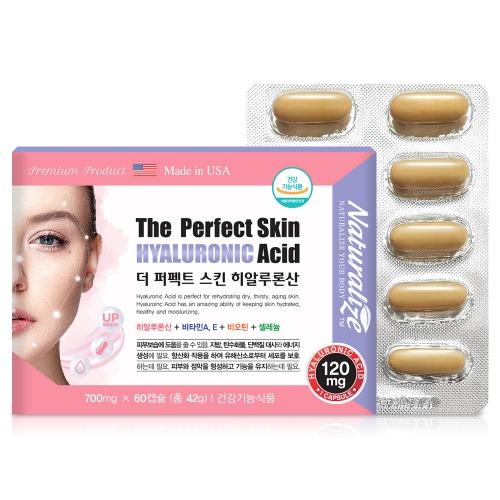 Premium Product Made in USA
건강
기능식품
The Perfect Skin
HYALURONIC Acid
더 퍼펙트 스킨 히알루론산
Hyaluronic Acid is perfect for rehydrating dry, thirsty, aging skin.
Hyaluroinc Acid has an amazing ability of keeping skin hydrated,
healthy and moisturizing.
히알루론산 + 비타민A, E + 비오틴 + 셀레늄
피부보습에 도움을 줄 수 있음. 지방, 탄수화물, 단백질 대사와 에너지
생성에 필요. 항산화 작용을 하여 유해산소로부터 세포를 보호
하는데 필요. 피부와 점막을 형성하고 기능을 유지하는데 필요.
UP
GRADE
700mg × 60캡슐 (총 42g) | 건강기능식품
Naturalize™
NATURALIZE YOUR BODY
HYALURONIC ACID
120
mg
1 CAPSULE